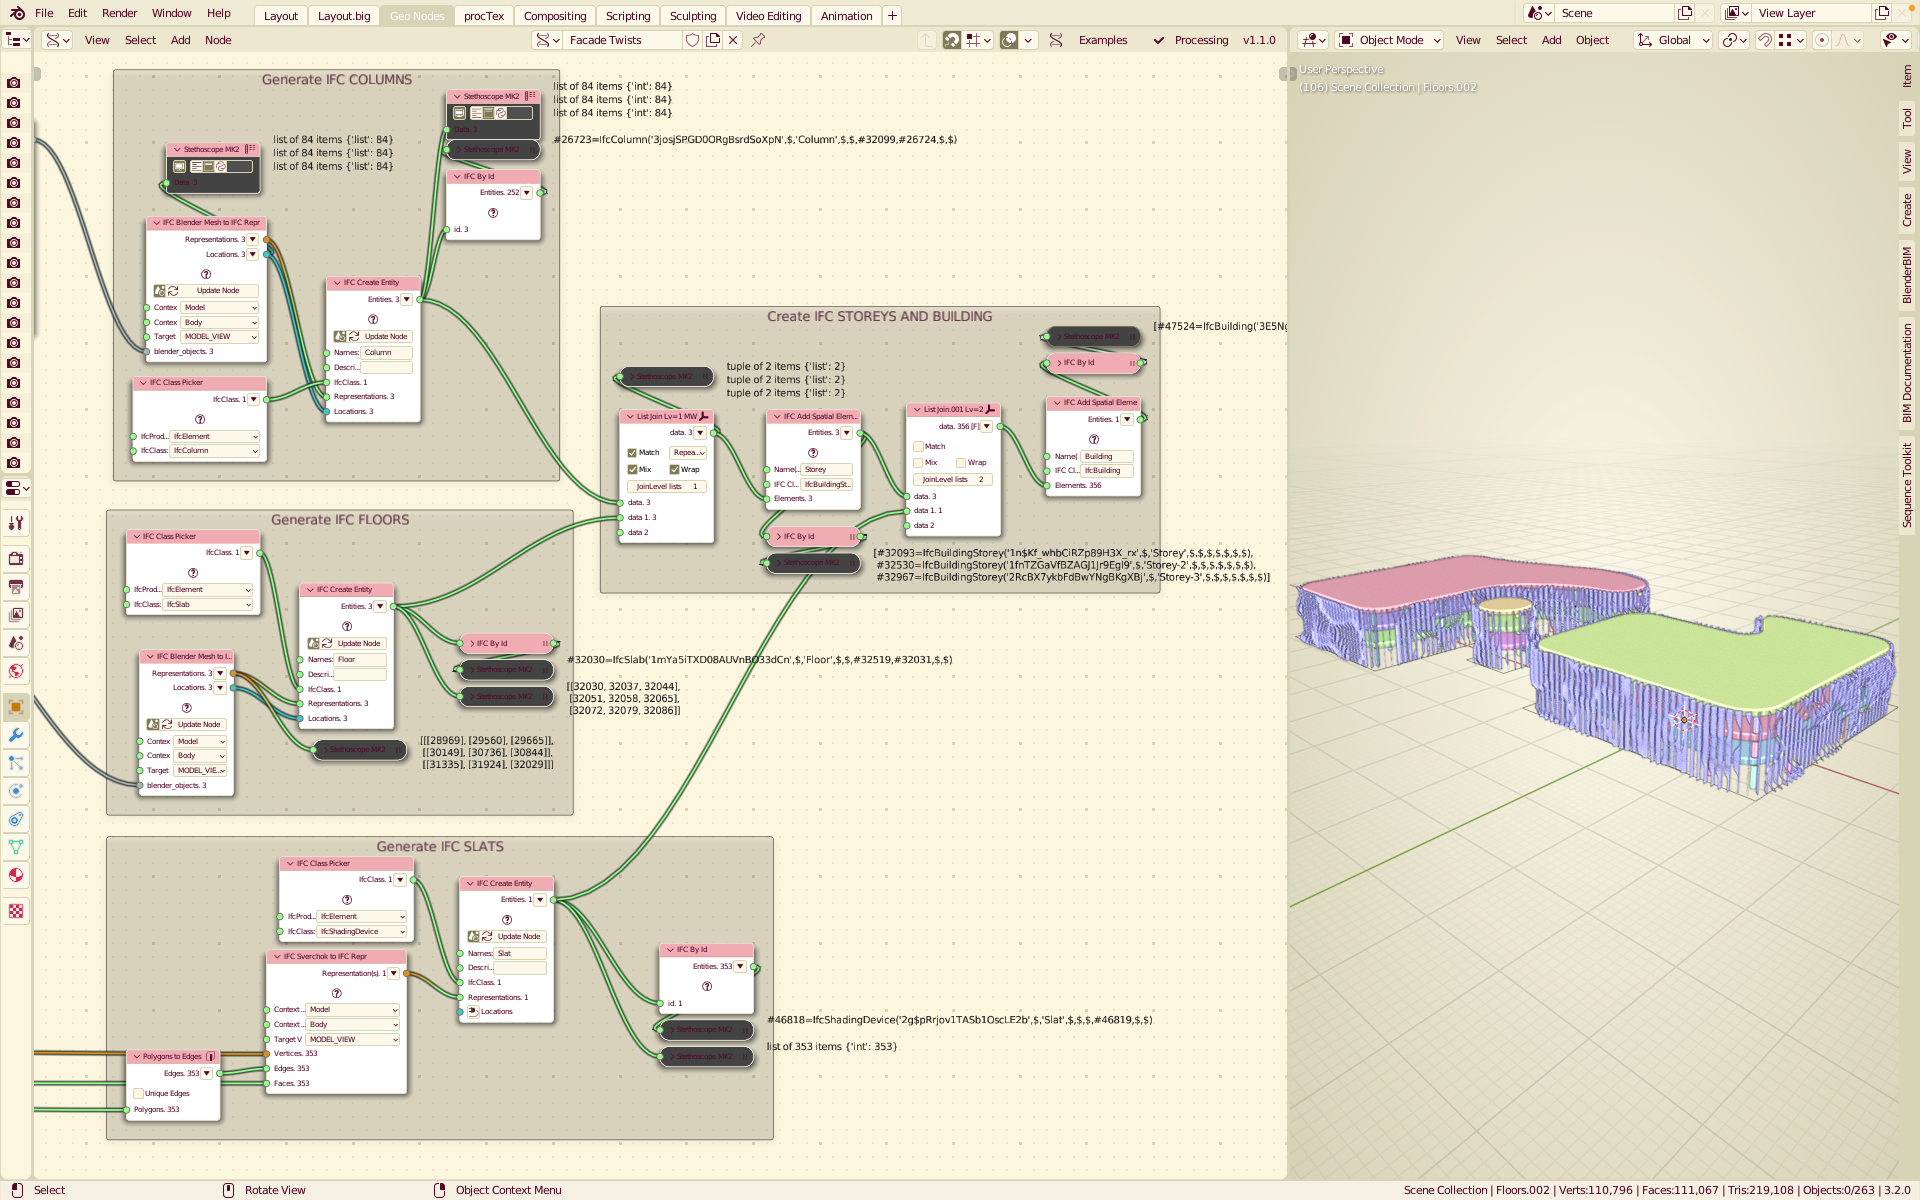 File Edit Render Window Help
Layout Layout.big Geo Nodes procTex Compositing Scripting Sculpting Video Editing Animation +
Scene
View Layer
View Select Add Node
Facade Twists
Examples
Processing v1.1.0
Object Mode
View Select Add Object
Global
User Perspective
(106) Scene Collection | Floors.002
Item
Tool
View
Create
BlenderBIM
BIM Documentation
Sequence Toolkit
Generate IFC COLUMNS
Stethoscope MK2
Data. 3
list of 84 items {'int': 84}
list of 84 items {'int': 84}
list of 84 items {'int': 84}
Stethoscope MK2
#26723=IfcColumn('3josjSPGD0ORgBsrdSoXpN',$,'Column',$,$,#32099,#26724,$,$)
Stethoscope MK2
Data. 3
list of 84 items {'list': 84}
list of 84 items {'list': 84}
list of 84 items {'list': 84}
IFC By Id
Entities. 252
id. 3
IFC Blender Mesh to IFC Repr
Representations. 3
Locations. 3
Update Node
Contex Model
Contex Body
Target MODEL_VIEW
blender_objects. 3
IFC Create Entity
Entities. 3
Update Node
Names: Column
Descri...
IfcClass. 1
Representations. 3
Locations. 3
IFC Class Picker
IfcClass. 1
IfcProd... IfcElement
IfcClass: IfcColumn
Create IFC STOREYS AND BUILDING
Stethoscope MK2
[#47524=IfcBuilding('3E5Ng
IFC By Id
Stethoscope MK2
tuple of 2 items {'list': 2}
tuple of 2 items {'list': 2}
tuple of 2 items {'list': 2}
List Join Lv=1 MW
data. 3
Match Repea...
Mix Wrap
JoinLevel lists 1
data. 3
data 1. 3
data 2
IFC Add Spatial Elem...
Entities. 3
Name(... Storey
IFC Cl... IfcBuildingSt...
Elements. 3
List Join.001 Lv=2
data. 356 [F]
Match
Mix Wrap
JoinLevel lists 2
data. 3
data 1. 1
data 2
IFC Add Spatial Eleme
Entities. 1
Name( Building
IFC Cl... IfcBuilding
Elements. 356
IFC By Id
Stethoscope MK2
[#32093=IfcBuildingStorey('1n$Kf_whbCiRZp89H3X_rx',$,'Storey',$,$,$,$,$,$),
#32530=IfcBuildingStorey('1fnTZGaVfBZAGJ1Jr9Egl9',$,'Storey-2',$,$,$,$,$,$),
#32967=IfcBuildingStorey('2RcBX7ykbFdBwYNgBKgXBj',$,'Storey-3',$,$,$,$,$,$)]
Generate IFC FLOORS
IFC Class Picker
IfcClass. 1
IfcProd... IfcElement
IfcClass: IfcSlab
IFC Create Entity
Entities. 3
Update Node
Names: Floor
Descri...
IfcClass. 1
Representations. 3
Locations. 3
IFC Blender Mesh to I...
Representations. 3
Locations. 3
Update Node
Contex Model
Contex Body
Target MODEL_VIE...
blender_objects. 3
IFC By Id
Stethoscope MK2
#32030=IfcSlab('1mYa5iTXD08AUVnBO33dCn',$,'Floor',$,$,#32519,#32031,$,$)
Stethoscope MK2
[[32030, 32037, 32044],
[32051, 32058, 32065],
[32072, 32079, 32086]]
Stethoscope MK2
[[[28969], [29560], [29665]],
[[30149], [30736], [30844]],
[[31335], [31924], [32029]]]
Generate IFC SLATS
IFC Class Picker
IfcClass. 1
IfcProd... IfcElement
IfcClass: IfcShadingDevice
IFC Create Entity
Entities. 1
Update Node
Names: Slat
Descri...
IfcClass. 1
Representations. 1
Locations
IFC Sverchok to IFC Repr
Representation(s). 1
Context... Model
Context... Body
Target V MODEL_VIEW
Vertices. 353
Edges. 353
Faces. 353
Polygons to Edges
Edges. 353
Unique Edges
Polygons. 353
IFC By Id
Entities. 353
id. 1
Stethoscope MK2
#46818=IfcShadingDevice('2g$pRrjov1TASb1OscLE2b',$,'Slat',$,$,$,#46819,$,$)
Stethoscope MK2
list of 353 items {'int': 353}
Select
Rotate View
Object Context Menu
Scene Collection | Floors.002 | Verts:110,796 | Faces:111,067 | Tris:219,108 | Objects:0/263 | 3.2.0